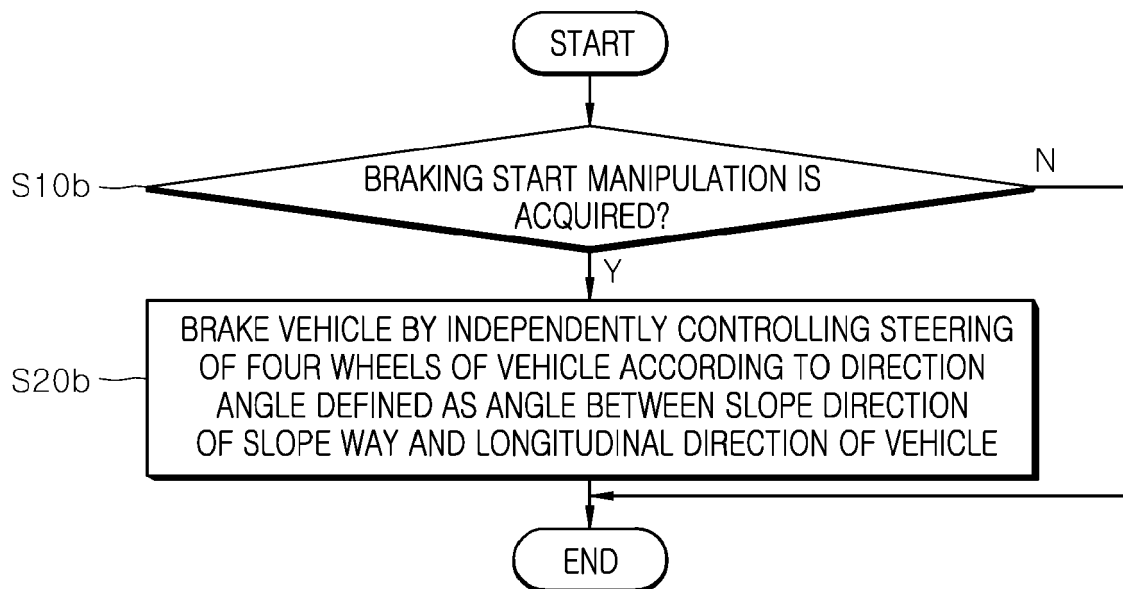 START
S10b
BRAKING START MANIPULATION IS
ACQUIRED?
N
Y
S20b
BRAKE VEHICLE BY INDEPENDENTLY CONTROLLING STEERING
OF FOUR WHEELS OF VEHICLE ACCORDING TO DIRECTION
ANGLE DEFINED AS ANGLE BETWEEN SLOPE DIRECTION
OF SLOPE WAY AND LONGITUDINAL DIRECTION OF VEHICLE
END